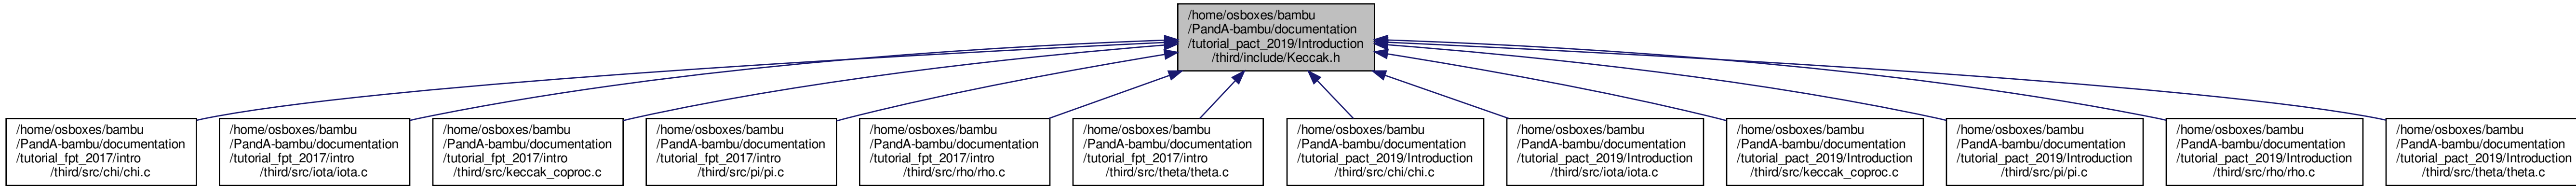 /home/osboxes/bambu
/PandA-bambu/documentation
/tutorial_pact_2019/Introduction
/third/include/Keccak.h
/home/osboxes/bambu
/PandA-bambu/documentation
/tutorial_fpt_2017/intro
/third/src/chi/chi.c
/home/osboxes/bambu
/PandA-bambu/documentation
/tutorial_fpt_2017/intro
/third/src/iota/iota.c
/home/osboxes/bambu
/PandA-bambu/documentation
/tutorial_fpt_2017/intro
/third/src/keccak_coproc.c
/home/osboxes/bambu
/PandA-bambu/documentation
/tutorial_fpt_2017/intro
/third/src/pi/pi.c
/home/osboxes/bambu
/PandA-bambu/documentation
/tutorial_fpt_2017/intro
/third/src/rho/rho.c
/home/osboxes/bambu
/PandA-bambu/documentation
/tutorial_fpt_2017/intro
/third/src/theta/theta.c
/home/osboxes/bambu
/PandA-bambu/documentation
/tutorial_pact_2019/Introduction
/third/src/chi/chi.c
/home/osboxes/bambu
/PandA-bambu/documentation
/tutorial_pact_2019/Introduction
/third/src/iota/iota.c
/home/osboxes/bambu
/PandA-bambu/documentation
/tutorial_pact_2019/Introduction
/third/src/keccak_coproc.c
/home/osboxes/bambu
/PandA-bambu/documentation
/tutorial_pact_2019/Introduction
/third/src/pi/pi.c
/home/osboxes/bambu
/PandA-bambu/documentation
/tutorial_pact_2019/Introduction
/third/src/rho/rho.c
/home/osboxes/bambu
/PandA-bambu/documentation
/tutorial_pact_2019/Introduction
/third/src/theta/theta.c